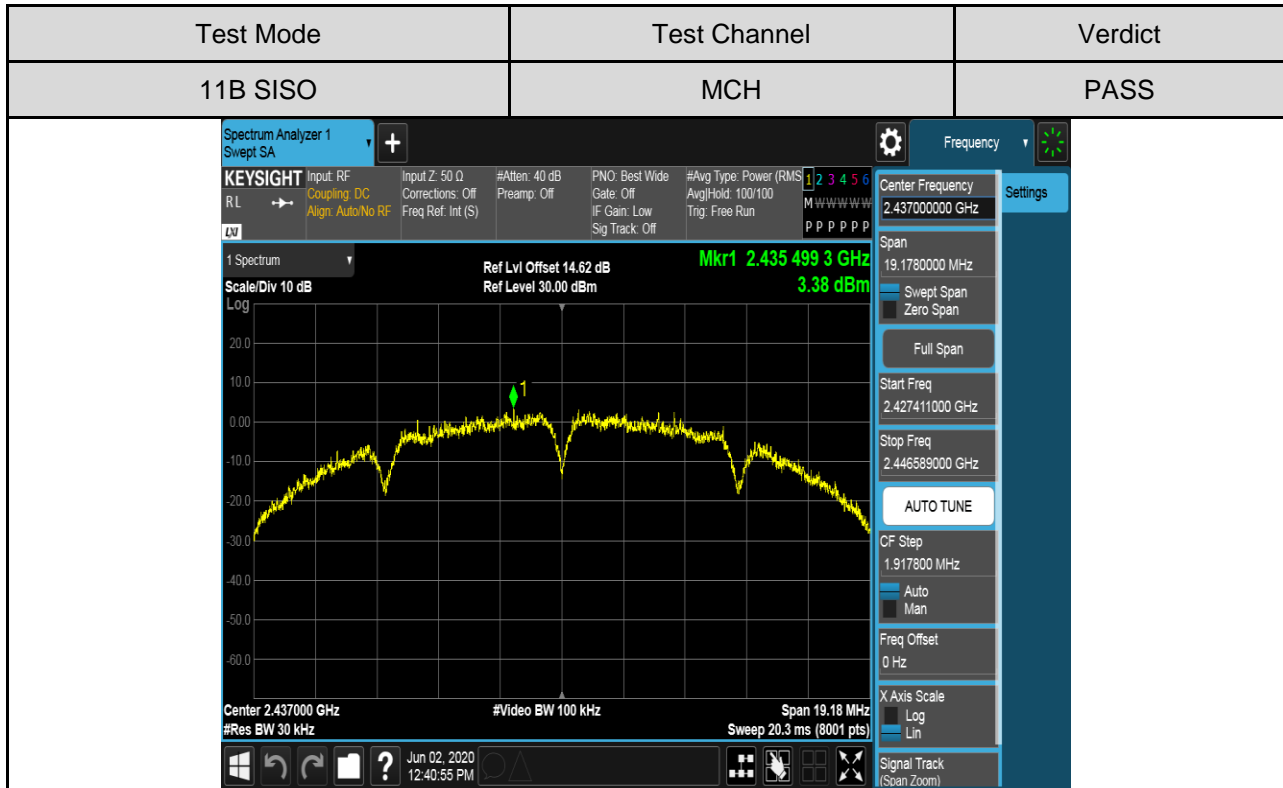 Test Mode Test Channel Verdict
11B SISO MCH PASS
Spectrum Analyzer 1
Swept SA
Frequency
KEYSIGHT Input: RF Input Z: 50 Ω #Atten: 40 dB PNO: Best Wide #Avg Type: Power (RMS 1 2 3 4 5 6
RL Coupling: DC Corrections: Off Preamp: Off Gate: Off Avg|Hold: 100/100 M W W W W W
Align: Auto/No RF Freq Ref: Int (S) IF Gain: Low Trig: Free Run
LXI Sig Track: Off P P P P P P
Center Frequency
2.437000000 GHz
Settings
1 Spectrum Ref Lvl Offset 14.62 dB Mkr1 2.435 499 3 GHz
Scale/Div 10 dB Ref Level 30.00 dBm 3.38 dBm
Log
20.0
10.0
1
0.00
-10.0
-20.0
-30.0
-40.0
-50.0
-60.0
Center 2.437000 GHz #Video BW 100 kHz Span 19.18 MHz
#Res BW 30 kHz Sweep 20.3 ms (8001 pts)
Span
19.1780000 MHz
Swept Span
Zero Span
Full Span
Start Freq
2.427411000 GHz
Stop Freq
2.446589000 GHz
AUTO TUNE
CF Step
1.917800 MHz
Auto
Man
Freq Offset
0 Hz
X Axis Scale
Log
Lin
Signal Track
(Span Zoom)
? Jun 02, 2020
12:40:55 PM